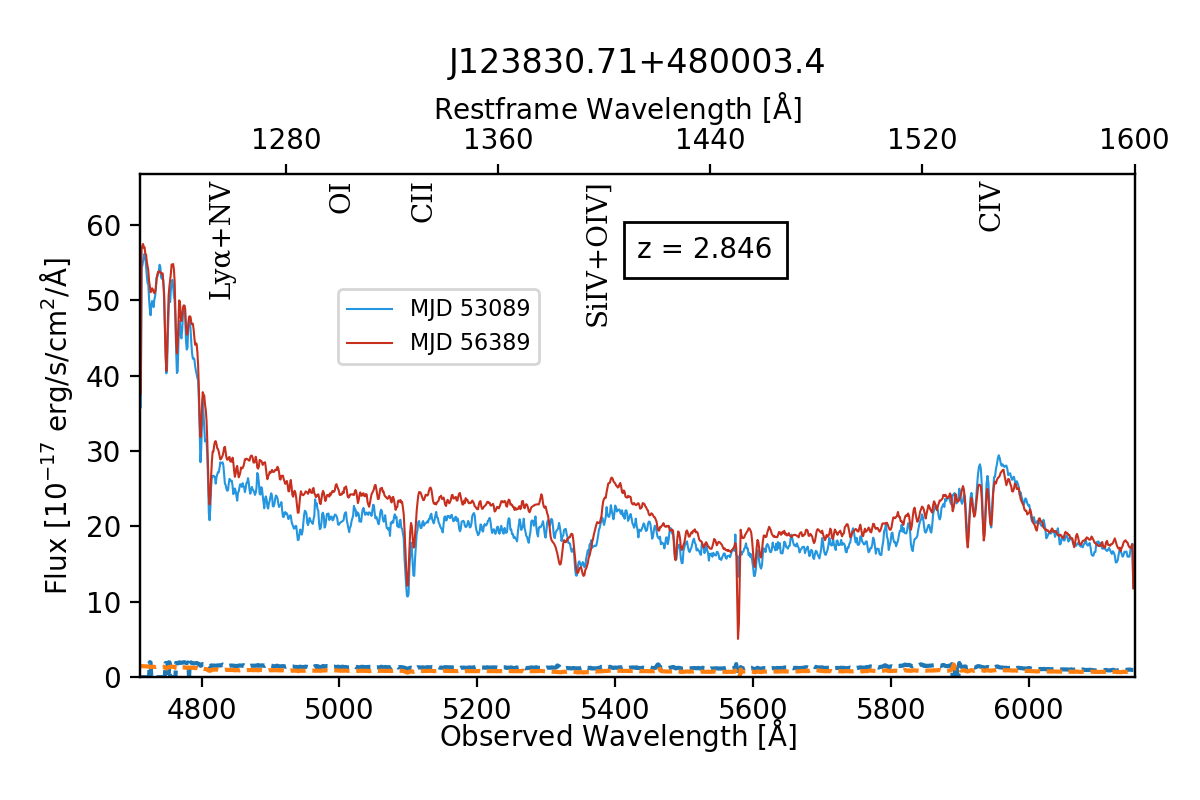 J123830.71+480003.4
Restframe Wavelength [Å]
1280 1360 1440 1520 1600
Lyα+NV
OI
CII
SiIV+OIV]
CIV
z = 2.846
MJD 53089
MJD 56389
Flux [10⁻¹⁷ erg/s/cm²/Å]
60
50
40
30
20
10
0
4800 5000 5200 5400 5600 5800 6000
Observed Wavelength [Å]